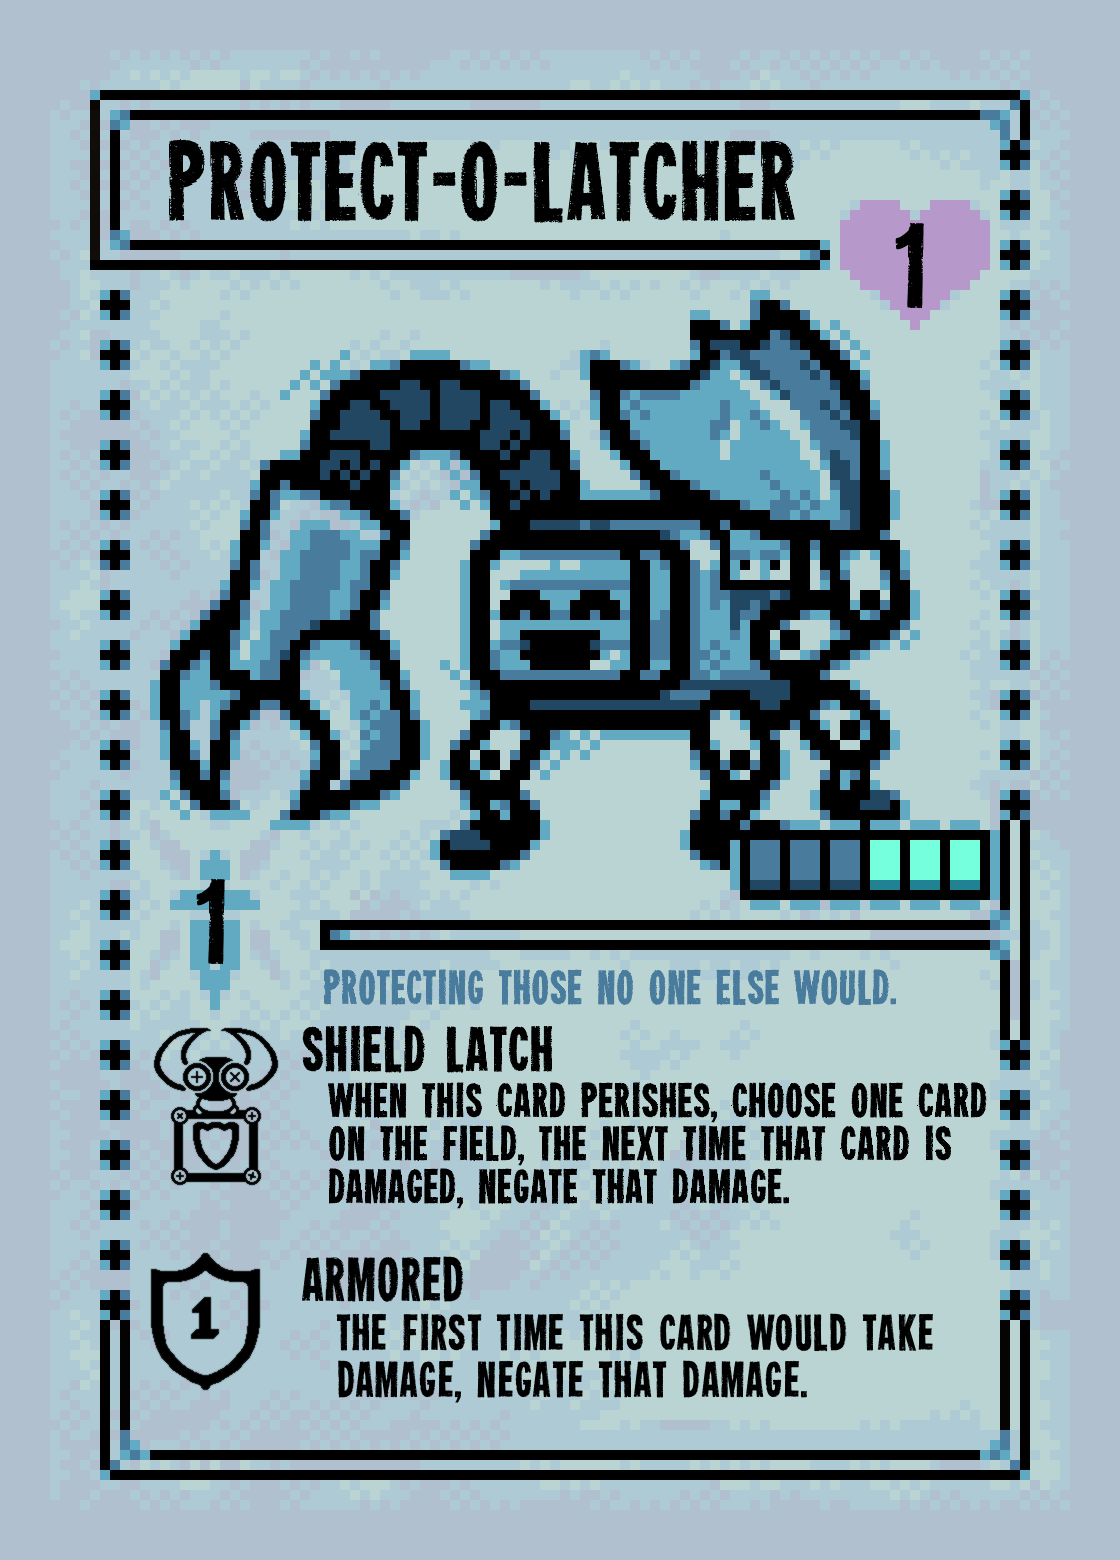 PROTECT-O-LATCHER
1
1
PROTECTING THOSE NO ONE ELSE WOULD.
SHIELD LATCH
WHEN THIS CARD PERISHES, CHOOSE ONE CARD
ON THE FIELD, THE NEXT TIME THAT CARD IS
DAMAGED, NEGATE THAT DAMAGE.
1
ARMORED
THE FIRST TIME THIS CARD WOULD TAKE
DAMAGE, NEGATE THAT DAMAGE.